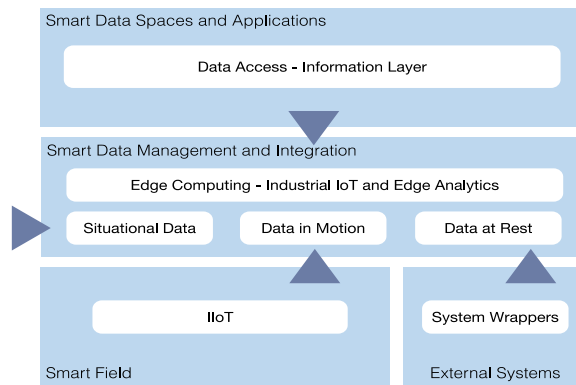 Smart Data Spaces and Applications
Data Access - Information Layer
Smart Data Management and Integration
Edge Computing - Industrial IoT and Edge Analytics
Situational Data
Data in Motion
Data at Rest
IIoT
System Wrappers
Smart Field
External Systems